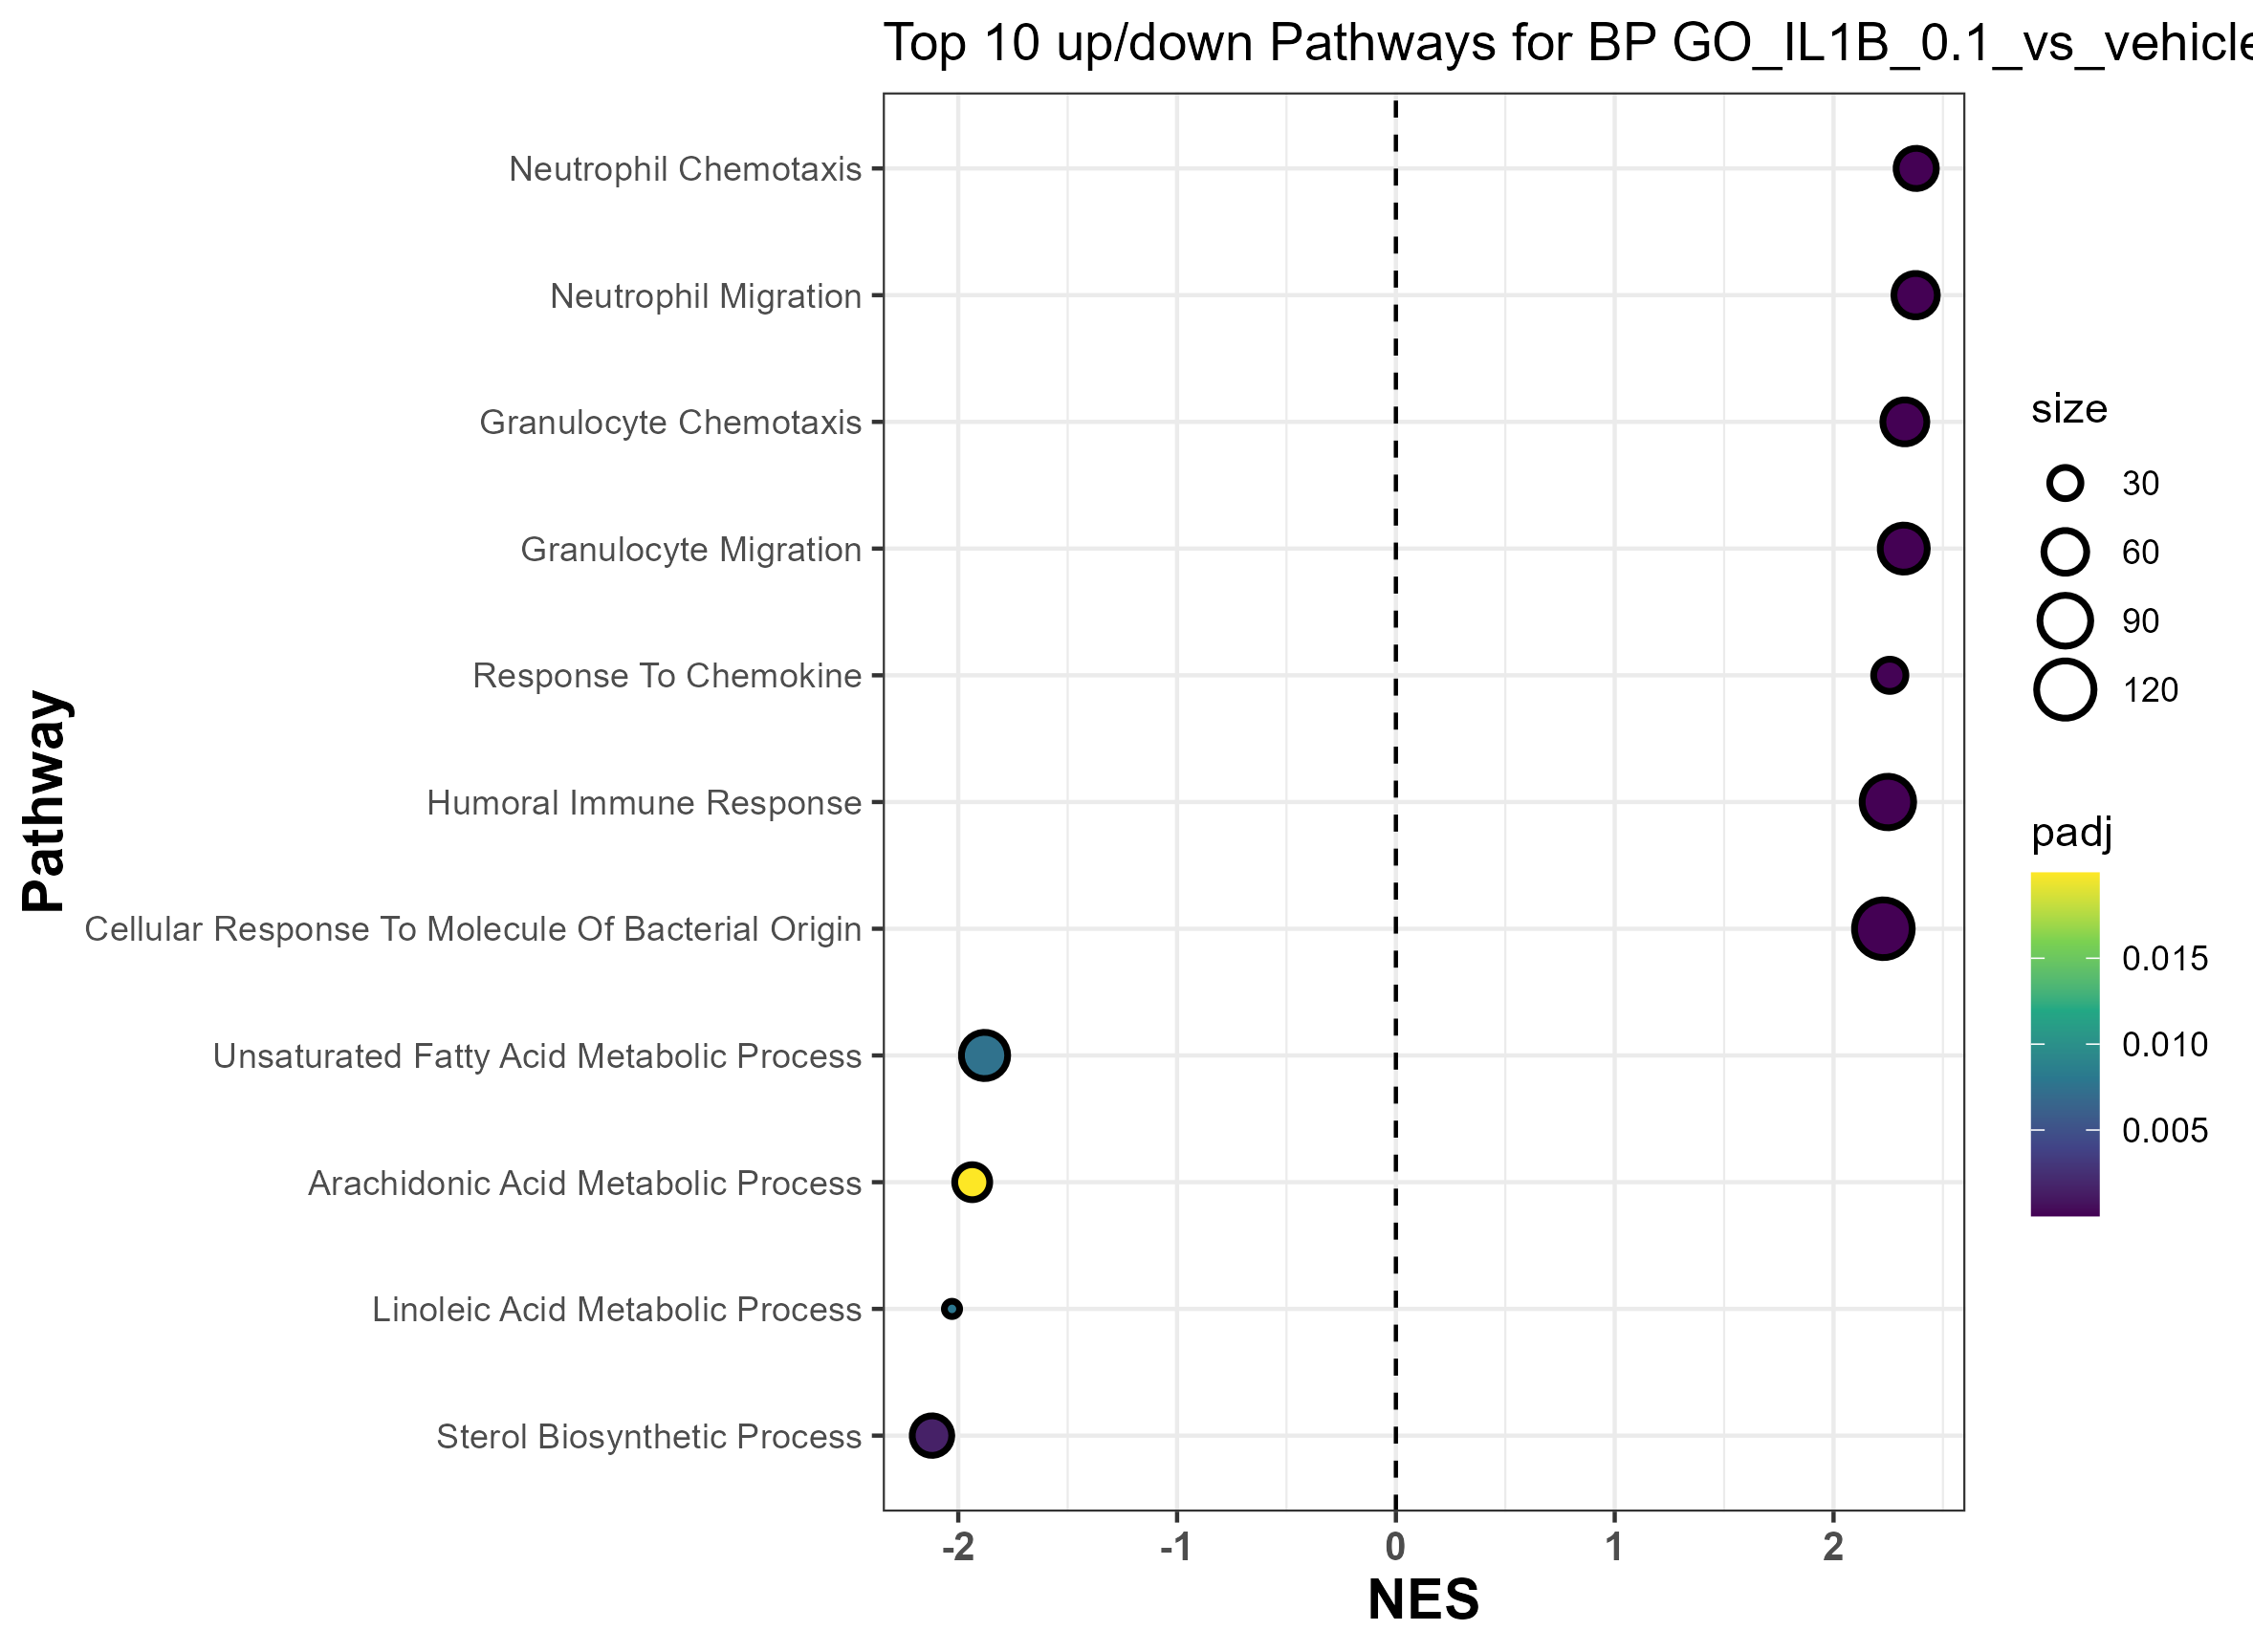 Top 10 up/down Pathways for BP GO_IL1B_0.1_vs_vehicle
Pathway
Neutrophil Chemotaxis
Neutrophil Migration
Granulocyte Chemotaxis
Granulocyte Migration
Response To Chemokine
Humoral Immune Response
Cellular Response To Molecule Of Bacterial Origin
Unsaturated Fatty Acid Metabolic Process
Arachidonic Acid Metabolic Process
Linoleic Acid Metabolic Process
Sterol Biosynthetic Process
-2 -1 0 1 2
NES
size
30
60
90
120
padj
0.015
0.010
0.005